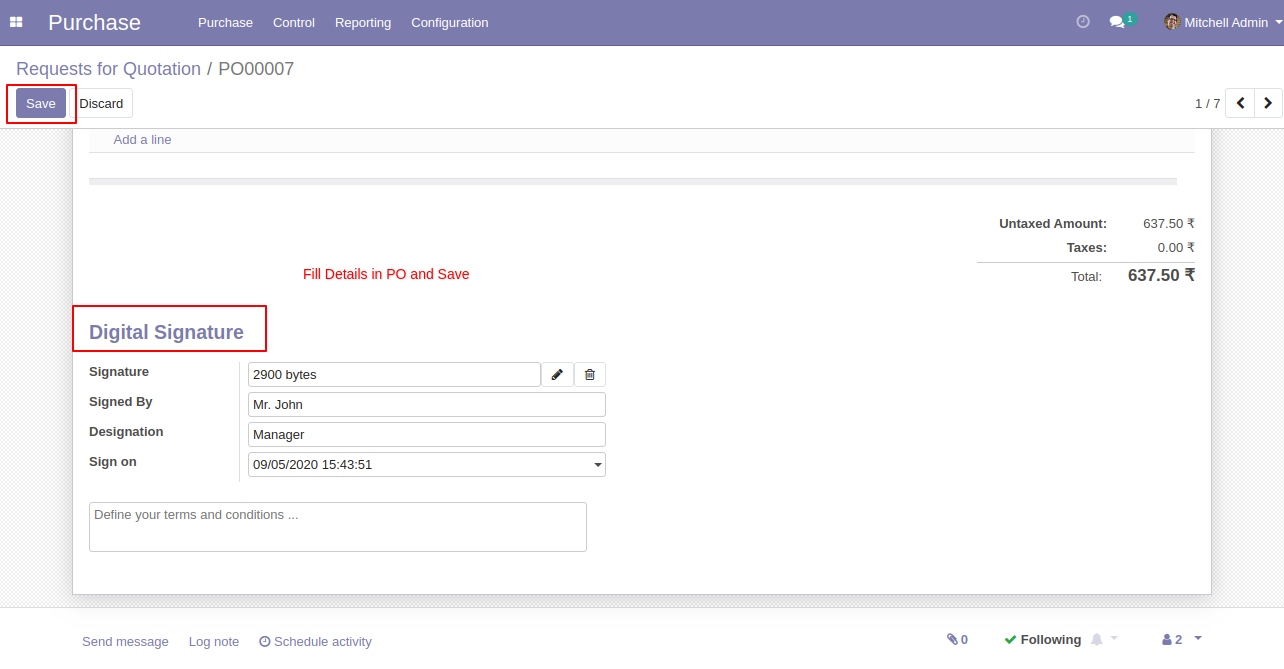 Purchase Purchase Control Reporting Configuration 1 Mitchell Admin
Requests for Quotation / PO00007
Save Discard 1 / 7
Add a line
Untaxed Amount: 637.50 ₹
Taxes: 0.00 ₹
Fill Details in PO and Save
Total: 637.50 ₹
Digital Signature
Signature 2900 bytes
Signed By Mr. John
Designation Manager
Sign on 09/05/2020 15:43:51
Define your terms and conditions ...
Send message Log note Schedule activity 0 Following 2